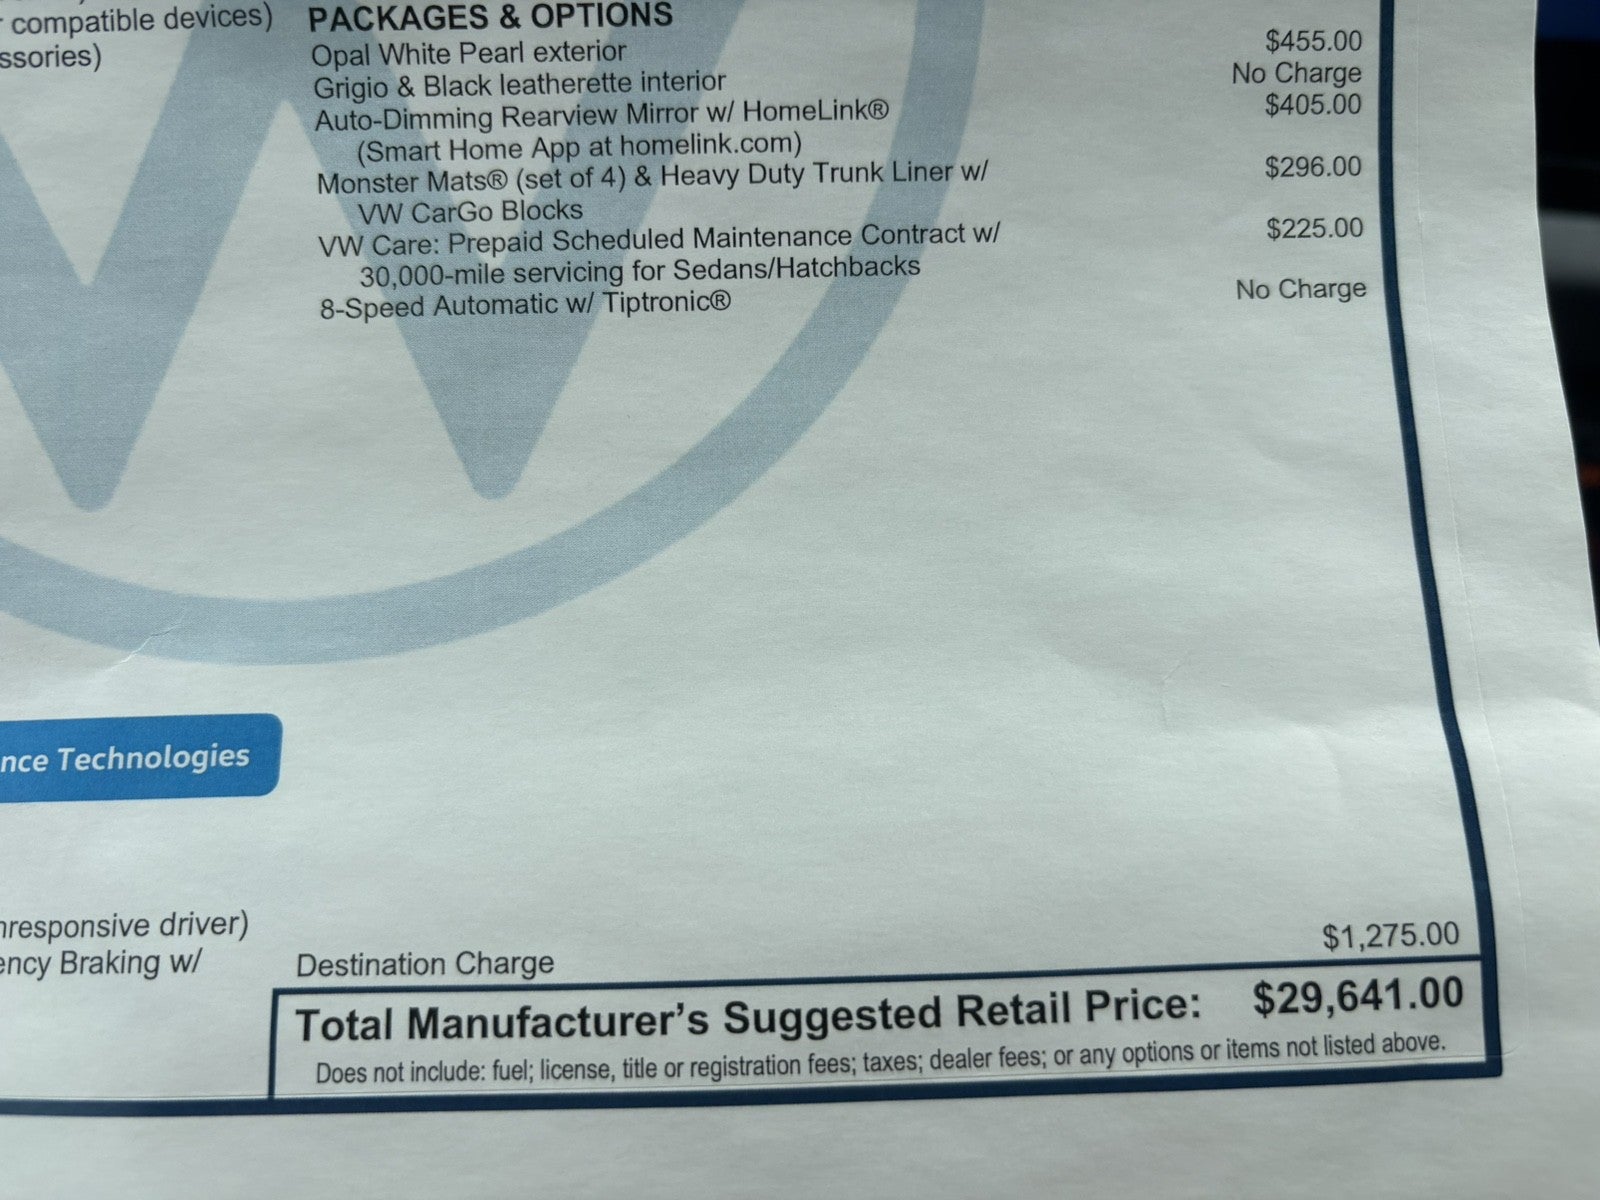 compatible devices)
PACKAGES & OPTIONS
Opal White Pearl exterior $455.00
Grigio & Black leatherette interior No Charge
Auto-Dimming Rearview Mirror w/ HomeLink® $405.00
(Smart Home App at homelink.com)
Monster Mats® (set of 4) & Heavy Duty Trunk Liner w/ $296.00
VW CarGo Blocks
VW Care: Prepaid Scheduled Maintenance Contract w/ $225.00
30,000-mile servicing for Sedans/Hatchbacks
8-Speed Automatic w/ Tiptronic® No Charge
Technologies
driver)
Braking w/
Destination Charge $1,275.00
Total Manufacturer's Suggested Retail Price: $29,641.00
Does not include: fuel; license, title or registration fees; taxes; dealer fees; or any options or items not listed above.